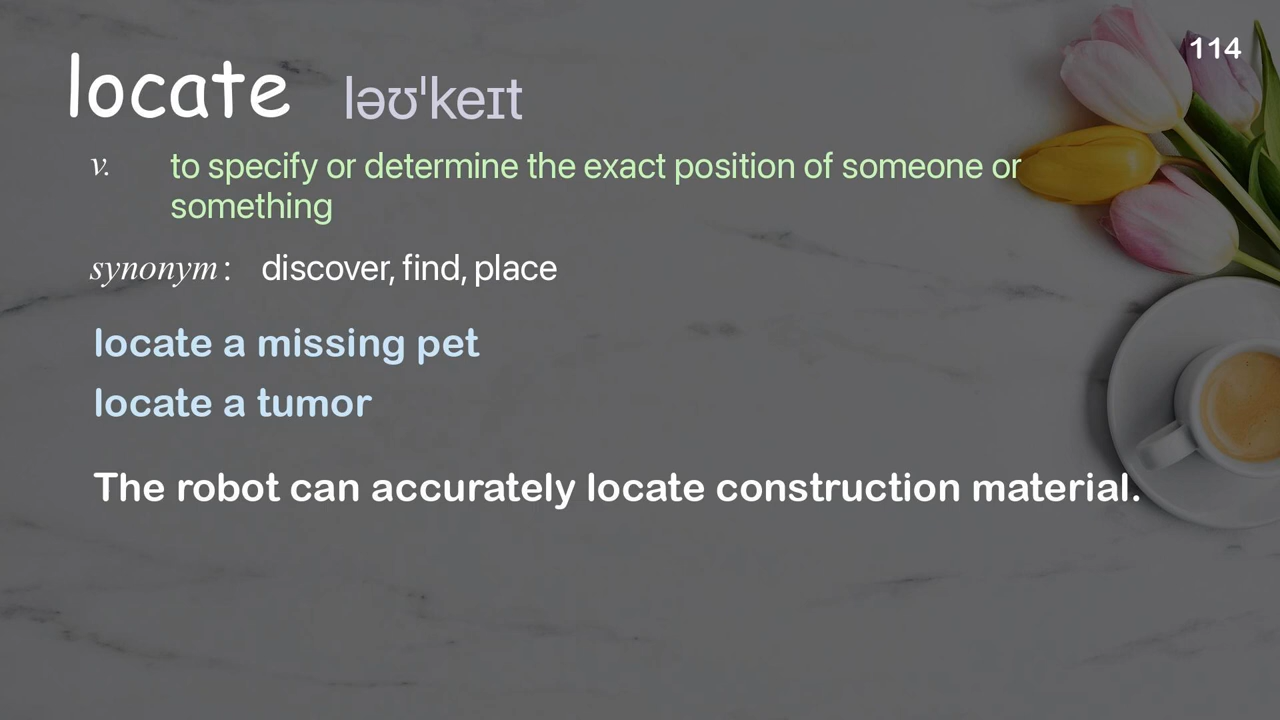 114
locate ləʊˈkeɪt
v. to specify or determine the exact position of someone or
something
synonym: discover, find, place
locate a missing pet
locate a tumor
The robot can accurately locate construction material.